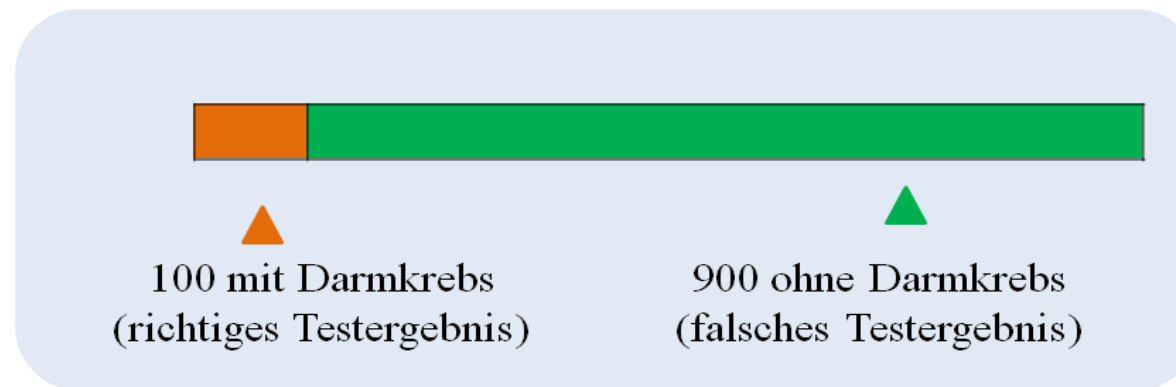 100 mit Darmkrebs
(richtiges Testergebnis)
900 ohne Darmkrebs
(falsches Testergebnis)